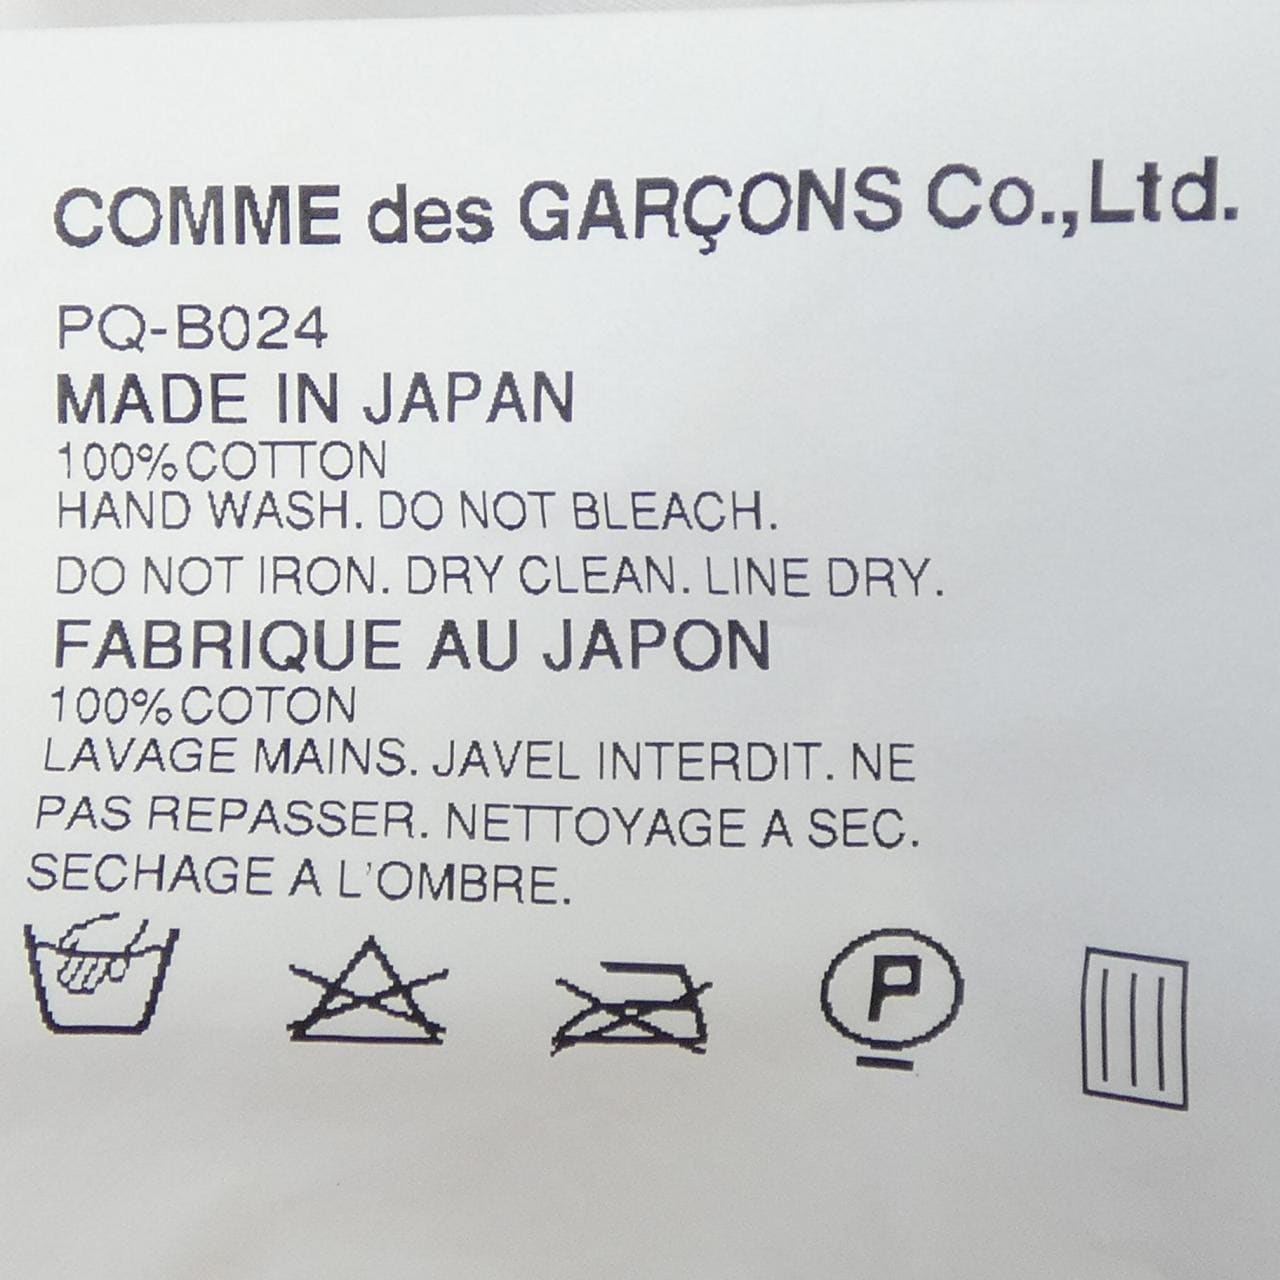 COMME des GARÇONS Co.,Ltd.
PQ-B024
MADE IN JAPAN
100%COTTON
HAND WASH. DO NOT BLEACH.
DO NOT IRON. DRY CLEAN. LINE DRY.
FABRIQUE AU JAPON
100%COTON
LAVAGE MAINS. JAVEL INTERDIT. NE
PAS REPASSER. NETTOYAGE A SEC.
SECHAGE A L'OMBRE.
P